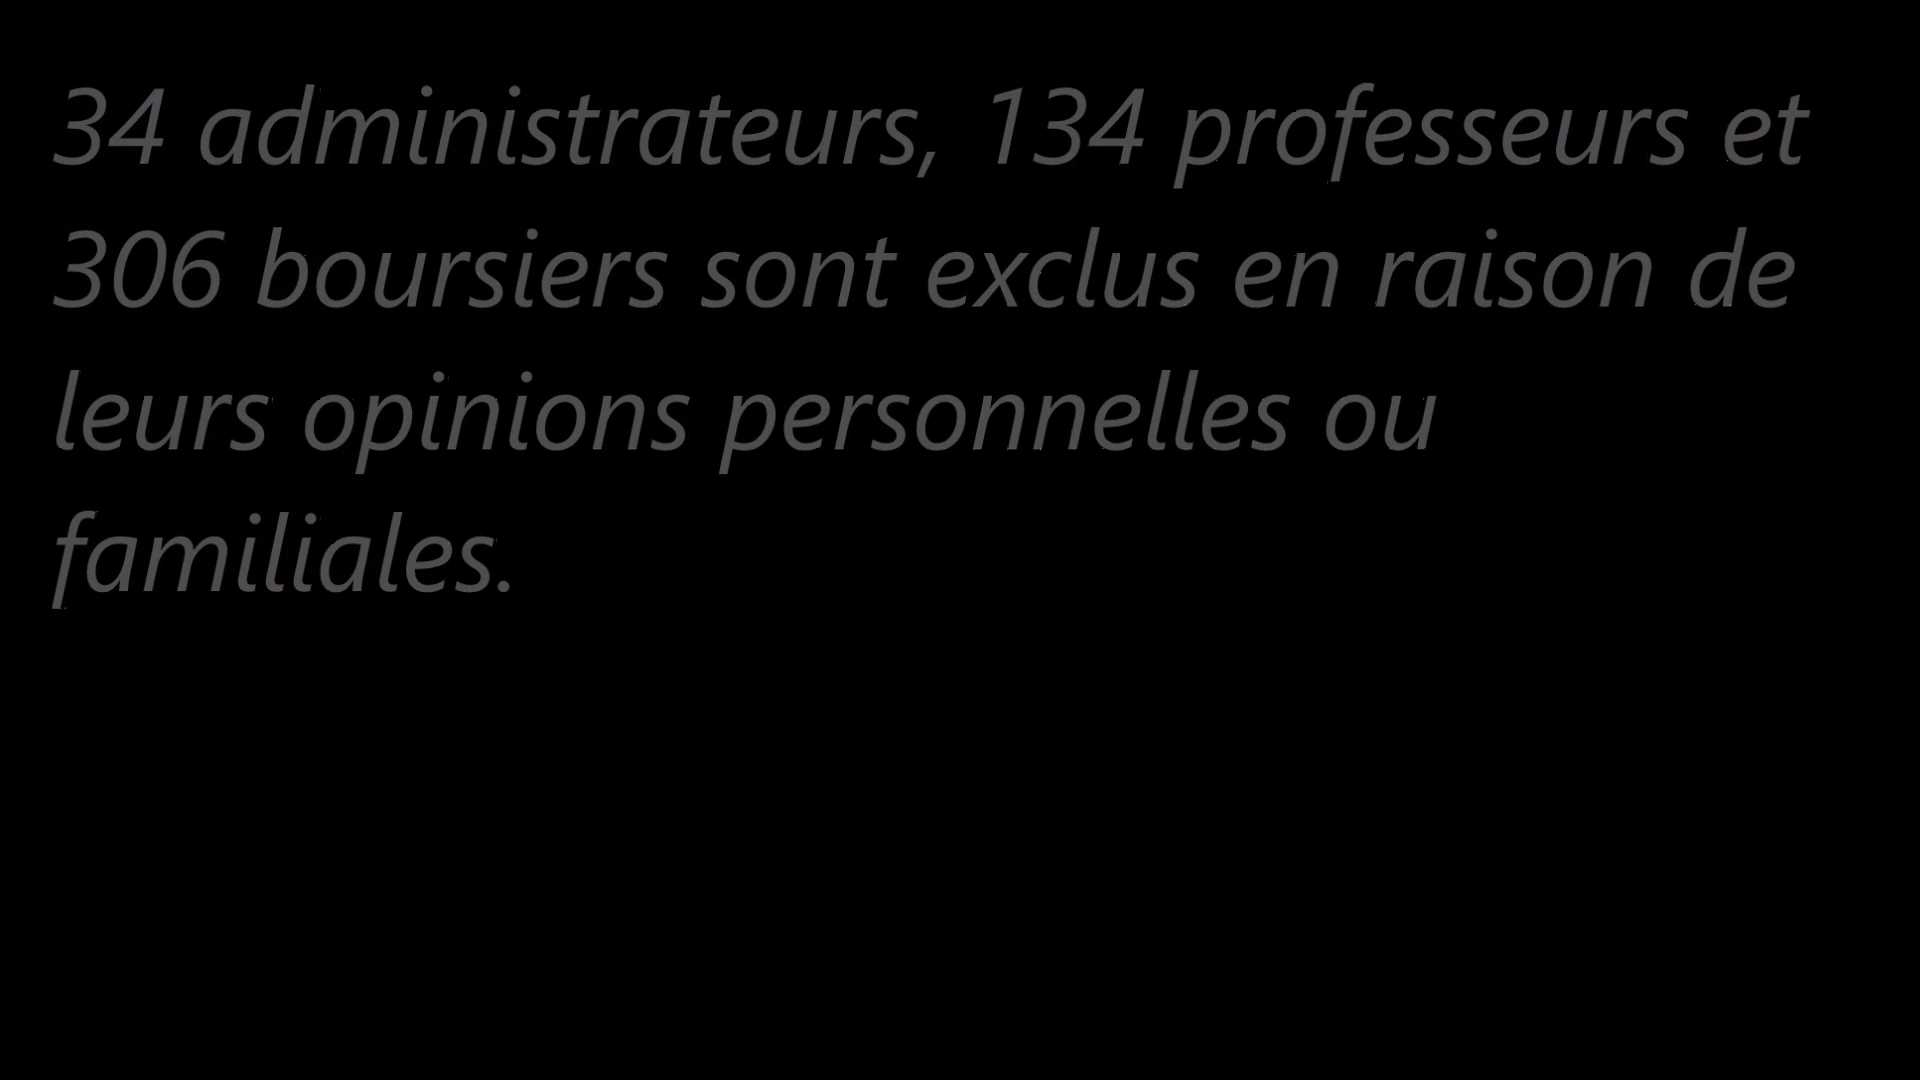 34 administrateurs, 134 professeurs et
306 boursiers sont exclus en raison de
leurs opinions personnelles ou
familiales.